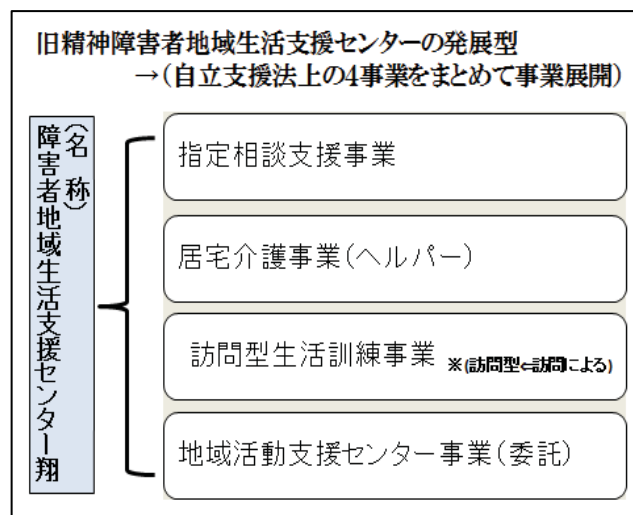 旧精神障害者地域生活支援センターの発展型
→(自立支援法上の4事業をまとめて事業展開)
(名 称)
障害者地域生活支援センター翔
指定相談支援事業
居宅介護事業(ヘルパー)
訪問型生活訓練事業 ※(訪問型⇐訪問による)
地域活動支援センター事業(委託)